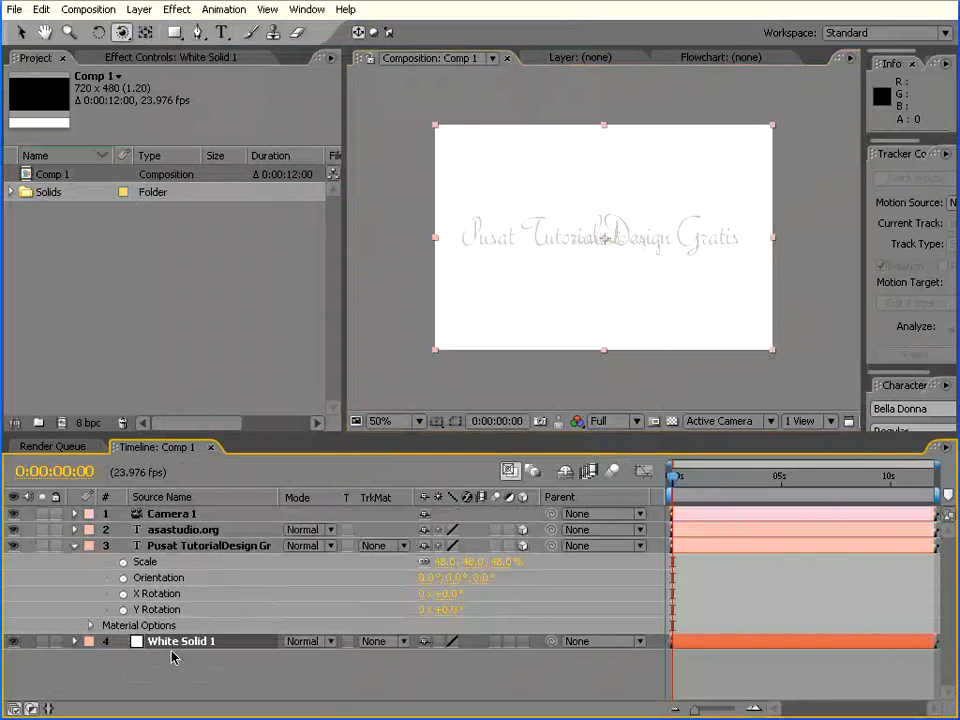 File Edit Composition Layer Effect Animation View Window Help
Workspace: Standard
Project Effect Controls: White Solid 1
Composition: Comp 1 Layer: (none) Flowchart: (none)
Info
Comp 1
720 x 480 (1.20)
Δ 0:00:12:00, 23.976 fps
R :
G :
B :
A : 0
Name Type Size Duration
Comp 1 Composition Δ 0:00:12:00
Solids Folder
Tracker Co
Motion Source:
Current Track:
Track Type:
Motion Target:
Analyze:
Pusat Tutorial Design Gratis
Character
Bella Donna
Regular
8 bpc
50% 0:00:00:00 Full Active Camera 1 View
Render Queue Timeline: Comp 1
0:00:00:00 (23.976 fps)
05s 10s
# Source Name Mode T TrkMat Parent
1 Camera 1 None
2 T asastudio.org Normal None
3 T Pusat TutorialDesign Gr Normal None None
Scale 48.0, 48.0, 48.0%
Orientation 0.0°, 0.0°, 0.0°
X Rotation 0 x +0.0°
Y Rotation 0 x +0.0°
Material Options
4 White Solid 1 Normal None None